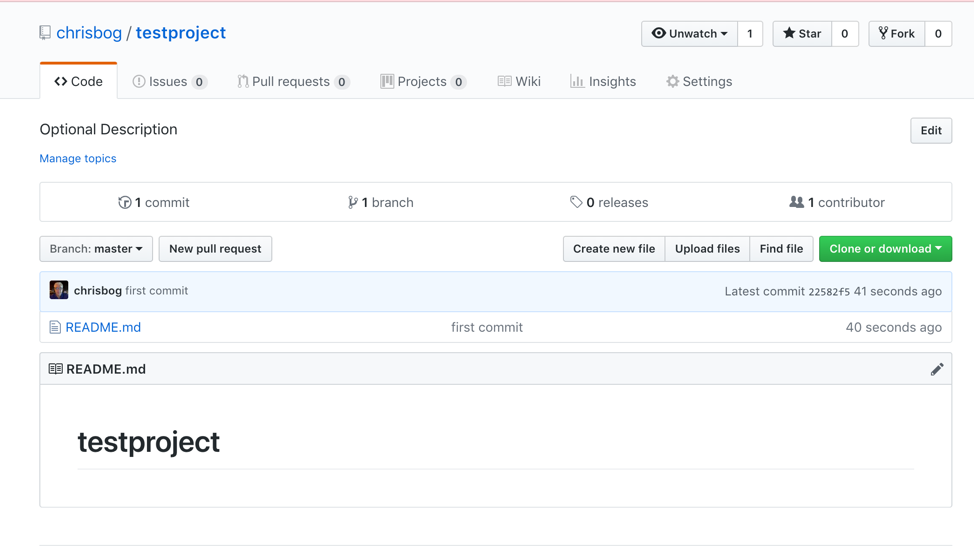 chrisbog / testproject
Unwatch 1 Star 0 Fork 0
Code Issues 0 Pull requests 0 Projects 0 Wiki Insights Settings
Optional Description Edit
Manage topics
1 commit 1 branch 0 releases 1 contributor
Branch: master New pull request Create new file Upload files Find file Clone or download
chrisbog first commit Latest commit 22582f5 41 seconds ago
README.md first commit 40 seconds ago
README.md
testproject